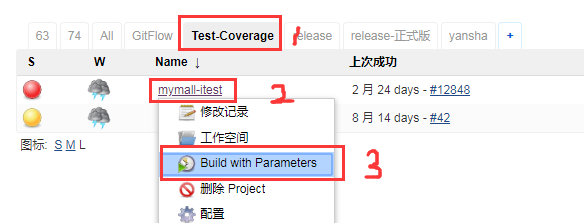 63 74 All GitFlow Test-Coverage 1 elease release-正式版 yansha +
S W Name ↓ 上次成功
mymall-itest 2 2 月 24 days - #12848
修改记录 8 月 14 days - #42
图标: S M L 工作空间
Build with Parameters 3
删除 Project
配置